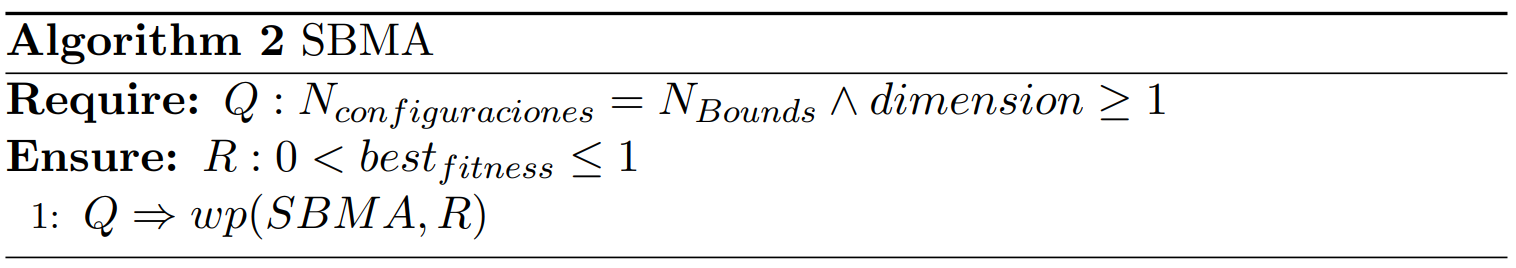 Algorithm 2 SBMA
Require: Q : N_{configuraciones} = N_{Bounds} ∧ dimension ≥ 1
Ensure: R : 0 < best_{fitness} ≤ 1
1: Q ⇒ wp(SBMA, R)